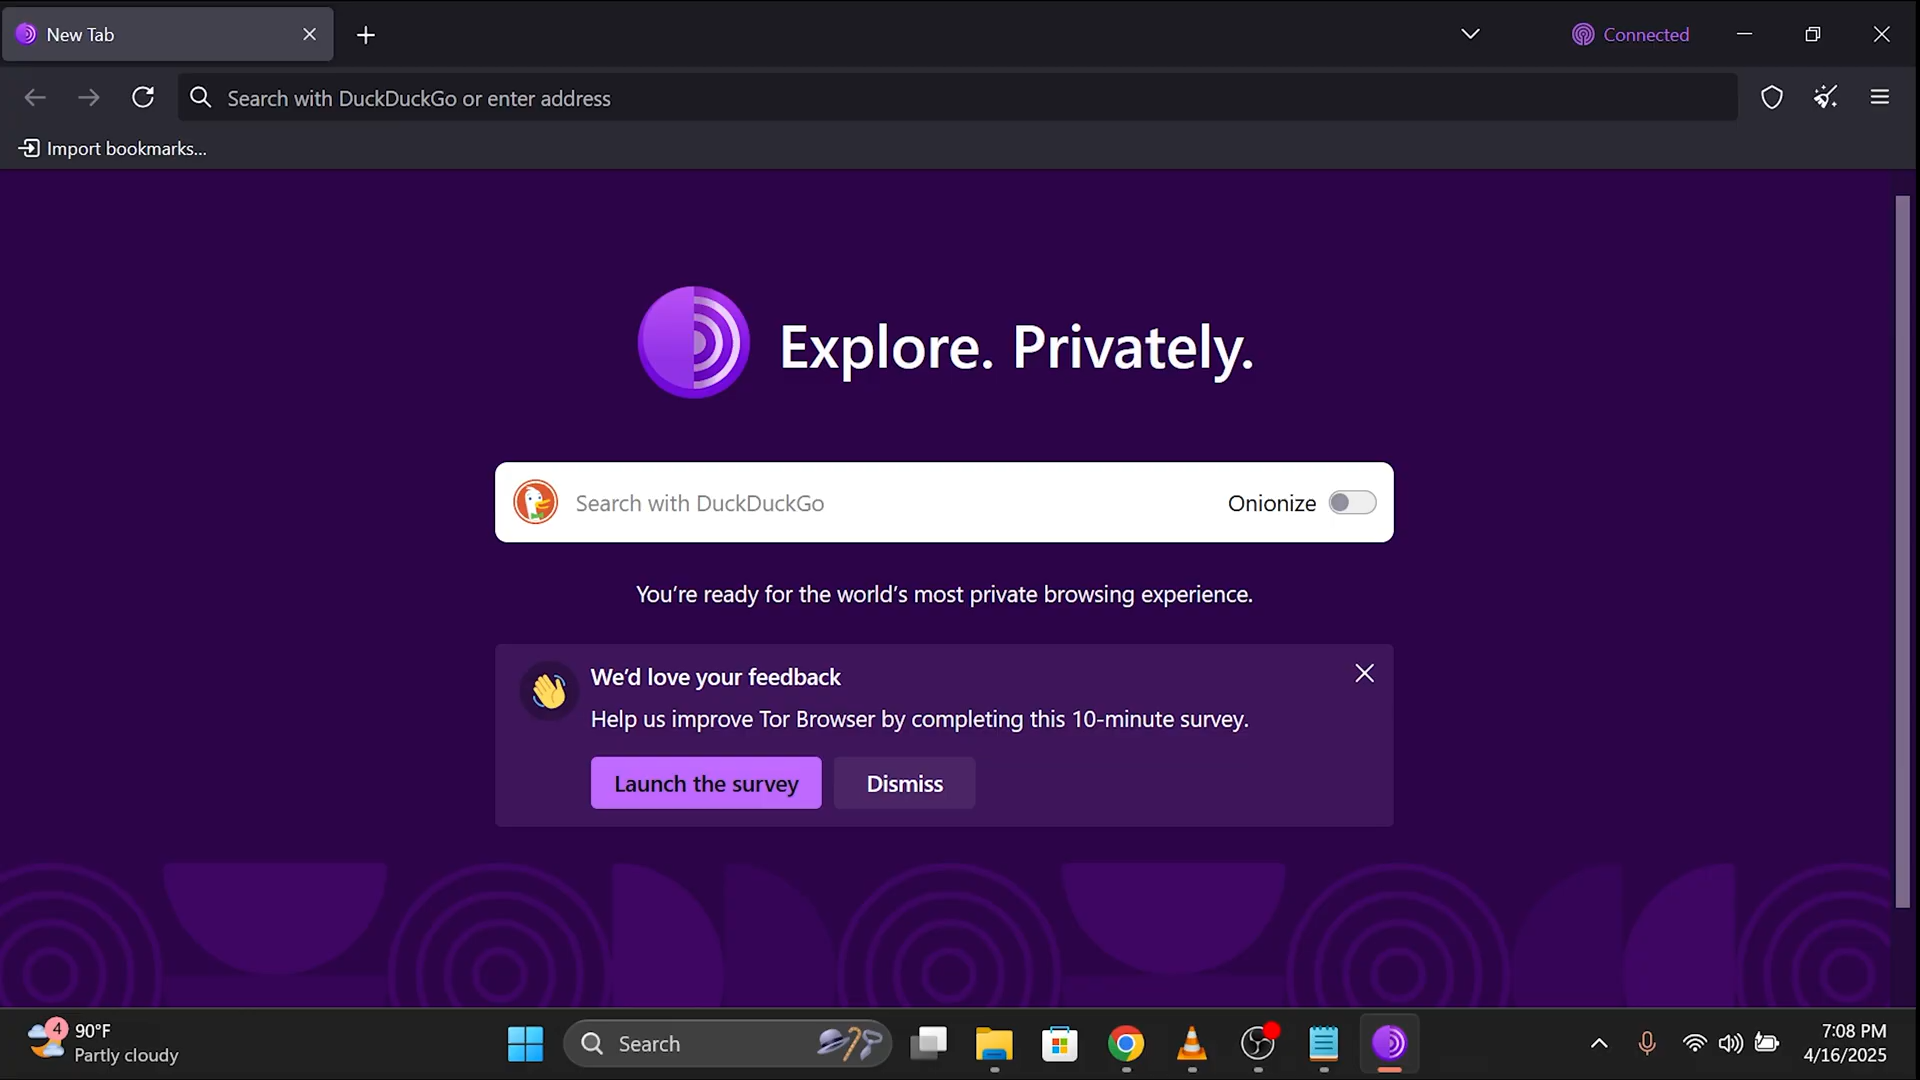 New Tab
Connected
Search with DuckDuckGo or enter address
Import bookmarks...
Explore. Privately.
Search with DuckDuckGo
Onionize
You're ready for the world's most private browsing experience.
We'd love your feedback
Help us improve Tor Browser by completing this 10-minute survey.
Launch the survey
Dismiss
4
90°F
Partly cloudy
Search
7:08 PM
4/16/2025